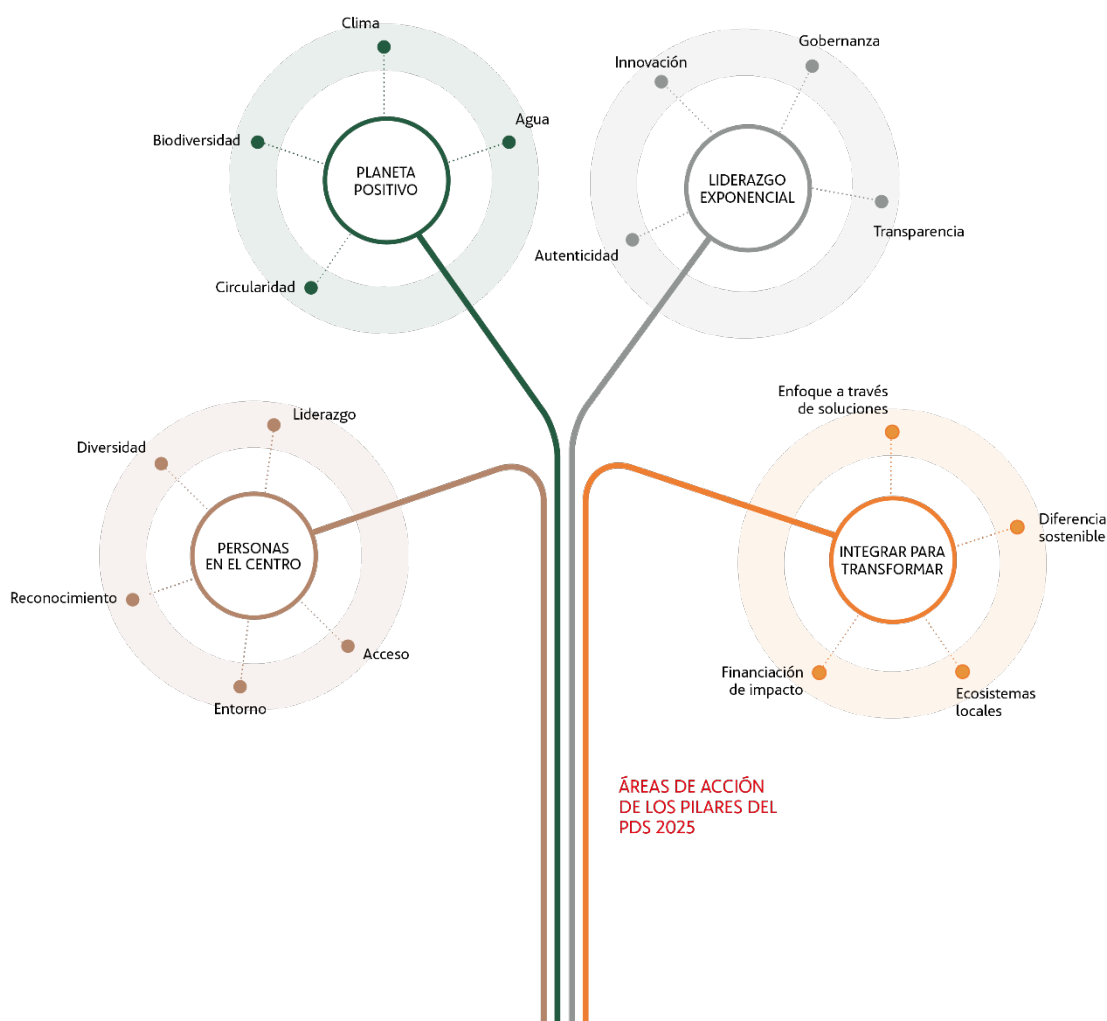 Clima
Biodiversidad
Agua
PLANETA
POSITIVO
Circularidad
Gobernanza
Innovación
LIDERAZGO
EXPONENCIAL
Transparencia
Autenticidad
Liderazgo
Diversidad
PERSONAS
EN EL CENTRO
Reconocimiento
Acceso
Entorno
Enfoque a través
de soluciones
Diferencia
sostenible
INTEGRAR PARA
TRANSFORMAR
Financiación
de impacto
Ecosistemas
locales
ÁREAS DE ACCIÓN
DE LOS PILARES DEL
PDS 2025